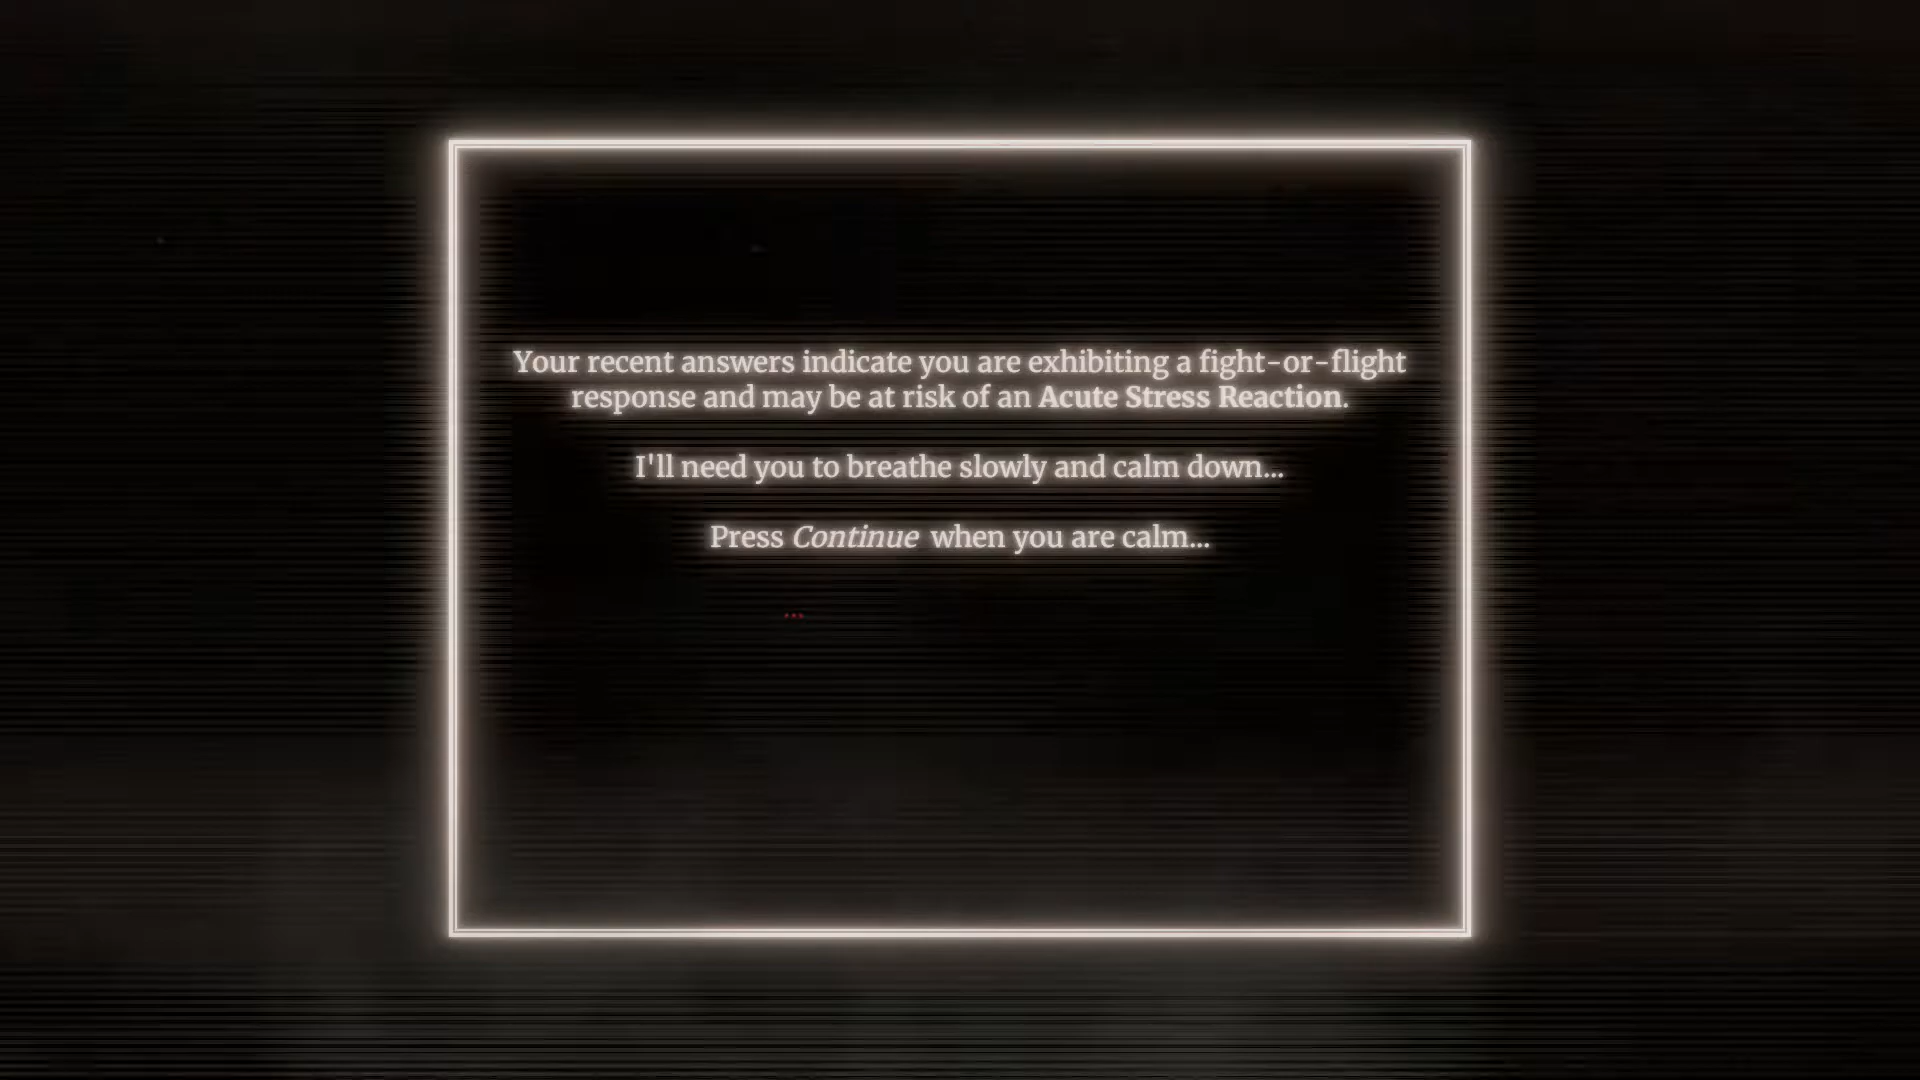 Your recent answers indicate you are exhibiting a fight-or-flight
response and may be at risk of an Acute Stress Reaction.
I'll need you to breathe slowly and calm down...
Press Continue when you are calm...
...